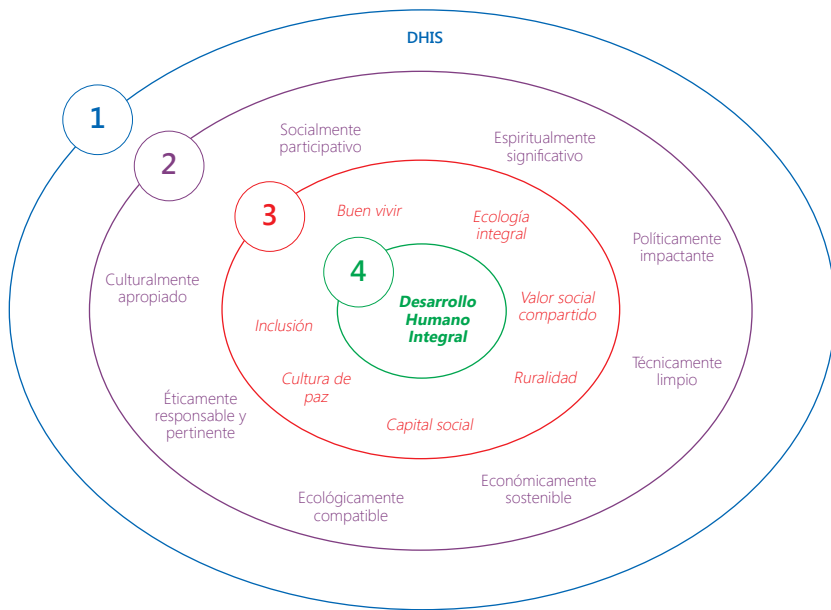 DHIS
1
2
Socialmente
participativo
Espiritualmente
significativo
3
Buen vivir
Ecología
integral
Políticamente
impactante
4
Culturalmente
apropiado
Desarrollo
Humano
Integral
Valor social
compartido
Inclusión
Técnicamente
limpio
Cultura de
paz
Ruralidad
Éticamente
responsable y
pertinente
Capital social
Ecológicamente
compatible
Económicamente
sostenible